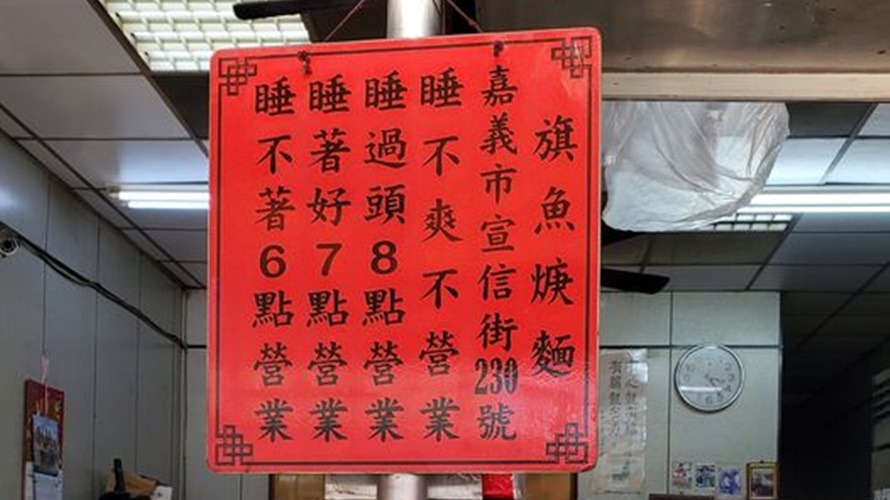 旗魚焿麵
嘉義市宣信街230號
睡不爽不營業
睡過頭8點營業
睡著好7點營業
睡不著6點營業